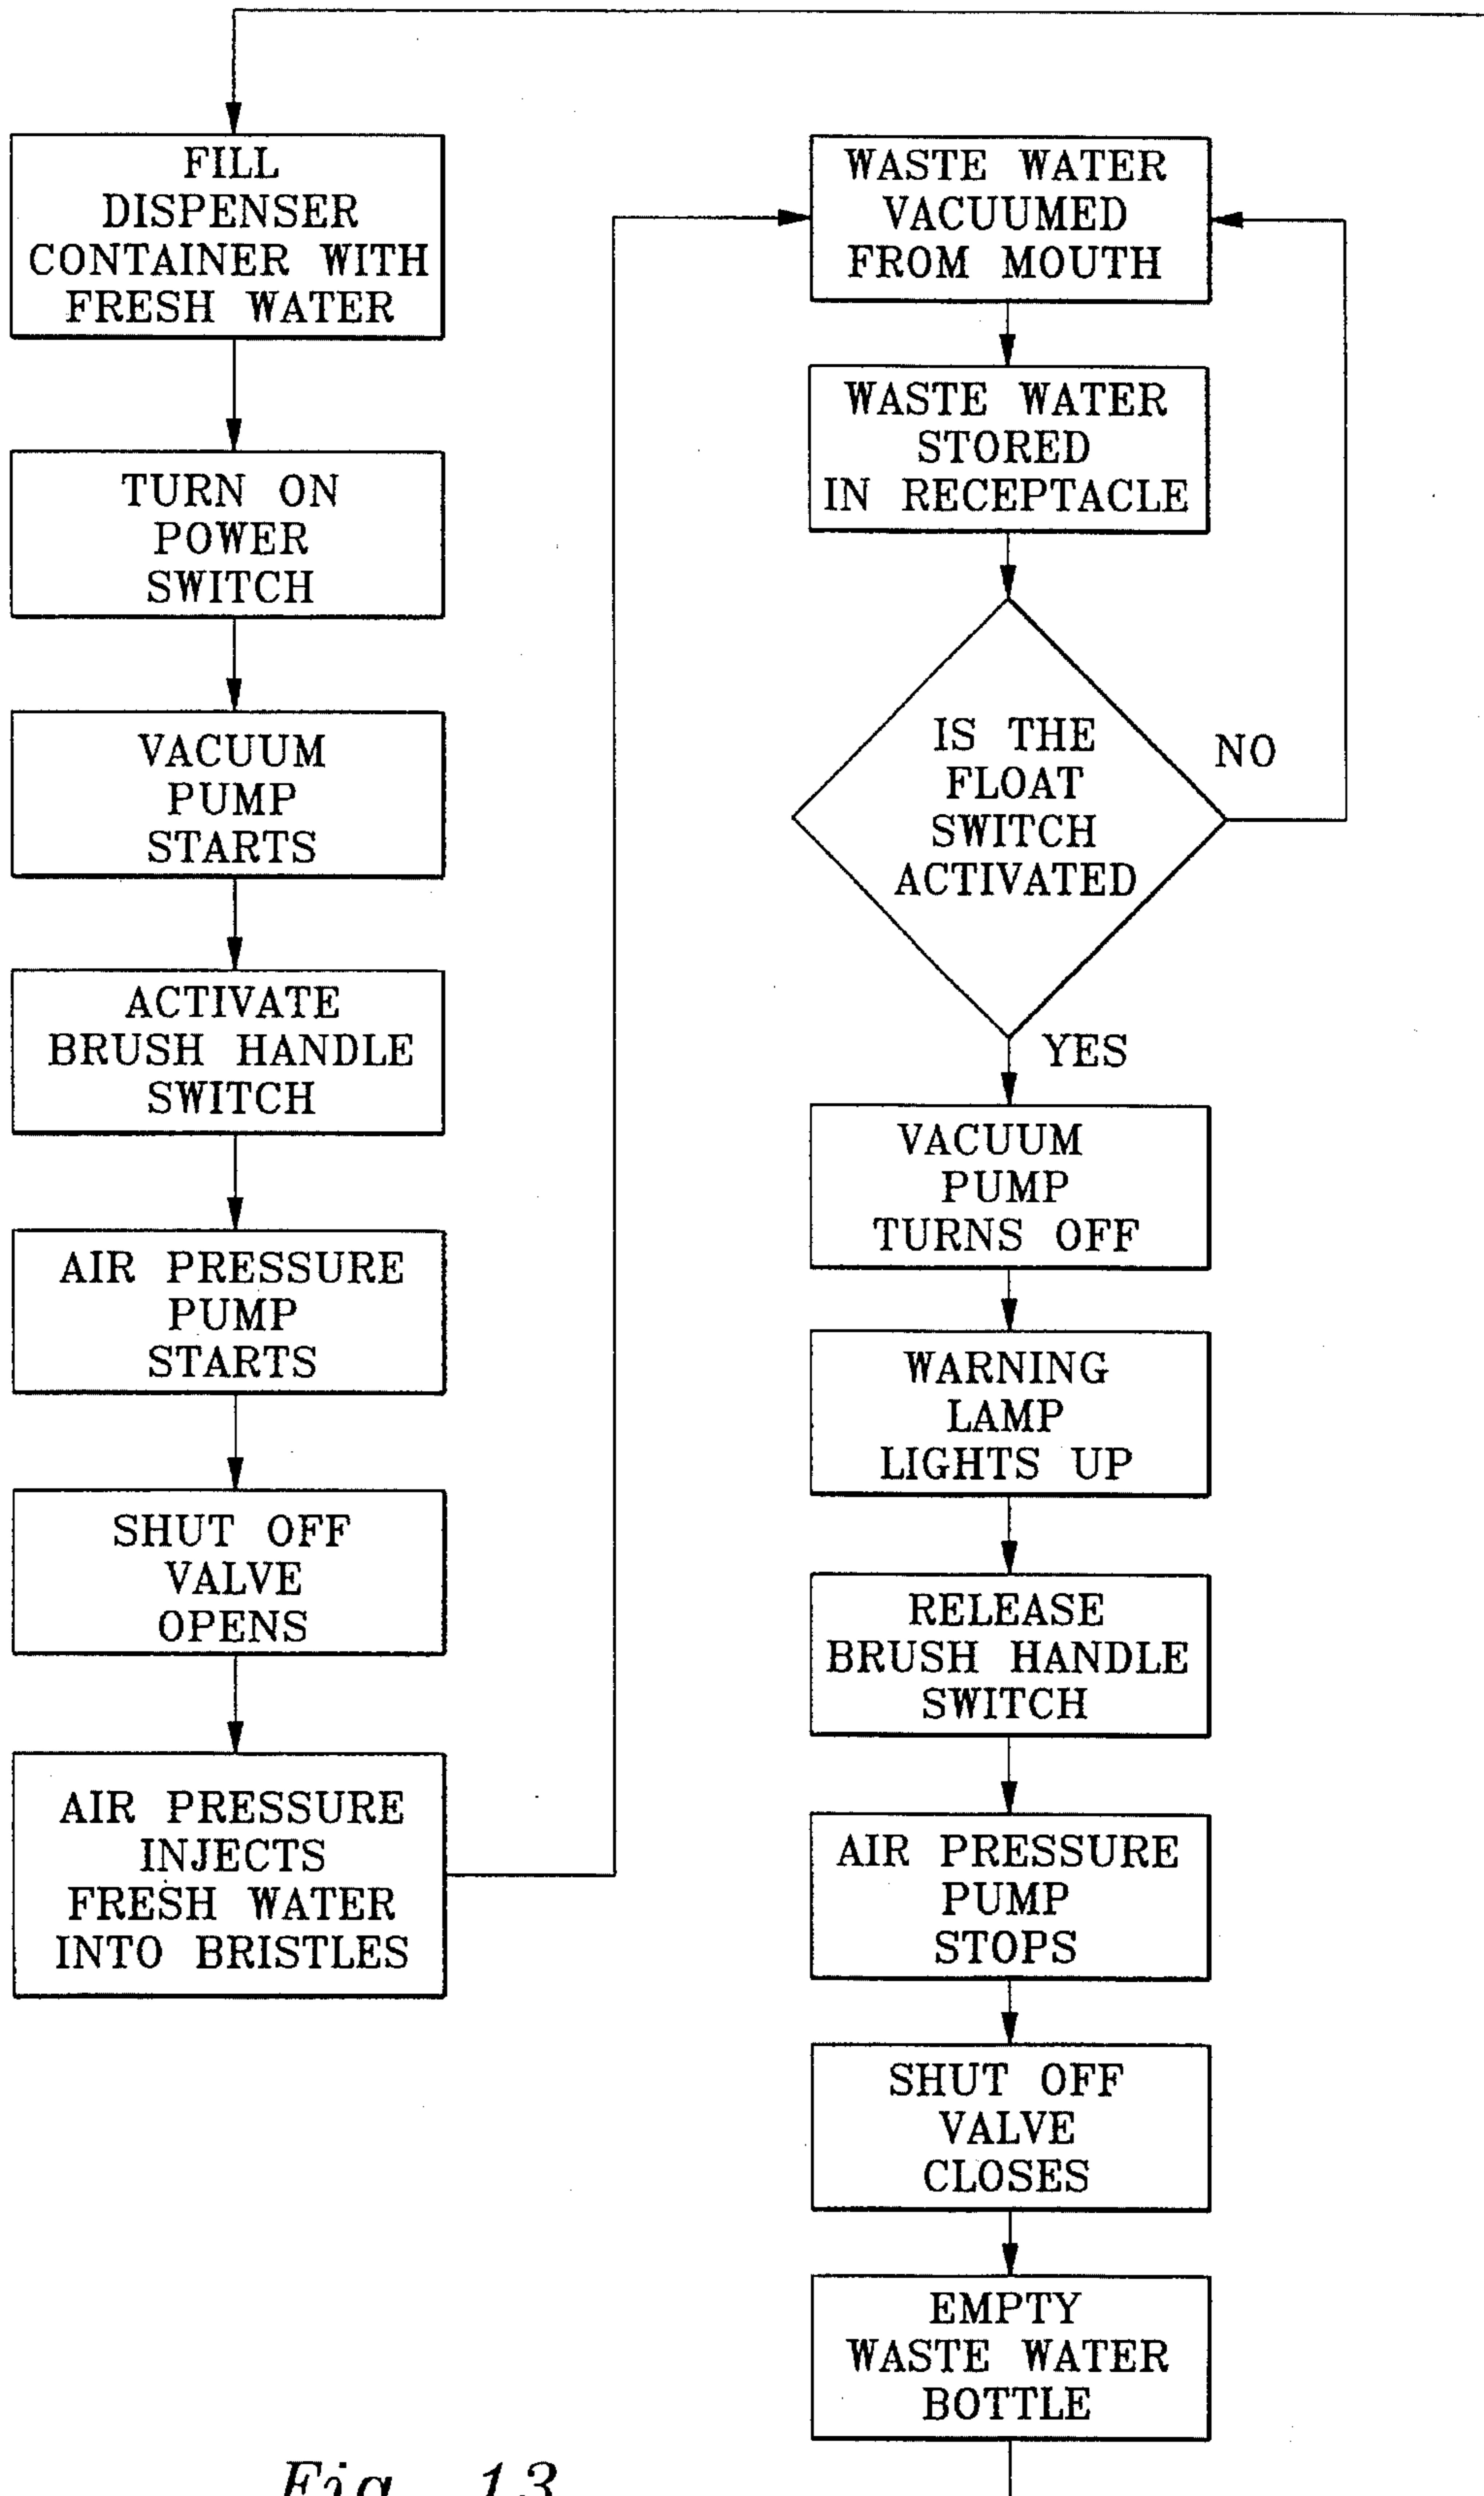 FILL
DISPENSER
CONTAINER WITH
FRESH WATER
TURN ON
POWER
SWITCH
VACUUM
PUMP
STARTS
ACTIVATE
BRUSH HANDLE
SWITCH
AIR PRESSURE
PUMP
STARTS
SHUT OFF
VALVE
OPENS
AIR PRESSURE
INJECTS
FRESH WATER
INTO BRISTLES
WASTE WATER
VACUUMED
FROM MOUTH
WASTE WATER
STORED
IN RECEPTACLE
IS THE
FLOAT
SWITCH
ACTIVATED
NO
YES
VACUUM
PUMP
TURNS OFF
WARNING
LAMP
LIGHTS UP
RELEASE
BRUSH HANDLE
SWITCH
AIR PRESSURE
PUMP
STOPS
SHUT OFF
VALVE
CLOSES
EMPTY
WASTE WATER
BOTTLE
Fig. 13